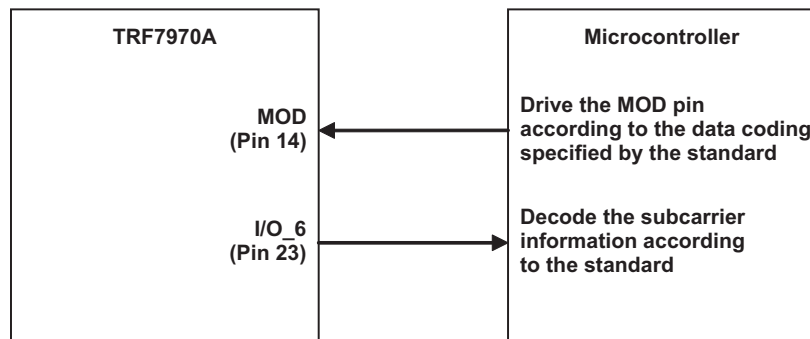 TRF7970A
Microcontroller
MOD
(Pin 14)
Drive the MOD pin
according to the data coding
specified by the standard
I/O_6
(Pin 23)
Decode the subcarrier
information according
to the standard